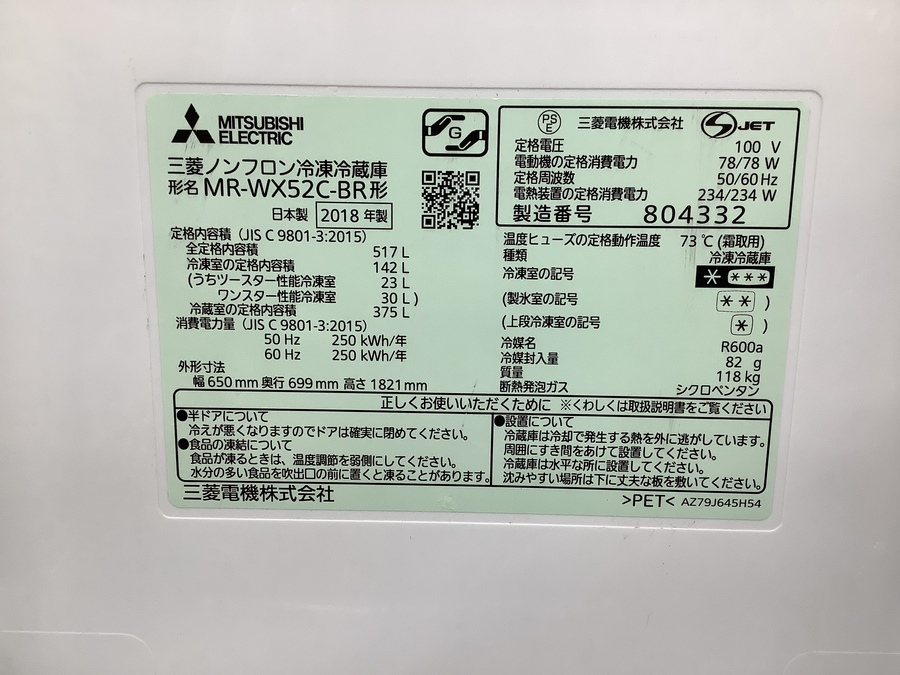 MITSUBISHI
ELECTRIC
三菱ノンフロン冷凍冷蔵庫
形名 MR-WX52C-BR形
日本製 2018 年製
定格内容積 (JIS C 9801-3:2015)
全定格内容積 517 L
冷凍室の定格内容積 142 L
(うちツースター性能冷凍室 23 L
ワンスター性能冷凍室 30 L )
冷蔵室の定格内容積 375 L
消費電力量 (JIS C 9801-3:2015)
50 Hz 250 kWh/年
60 Hz 250 kWh/年
外形寸法
幅 650 mm 奥行 699 mm 高さ 1821 mm
G
PS
E 三菱電機株式会社 JET
定格電圧 100 V
電動機の定格消費電力 78/78 W
定格周波数 50/60 Hz
電熱装置の定格消費電力 234/234 W
製造番号 804332
温度ヒューズの定格動作温度 73 ℃ (霜取用)
種類 冷凍冷蔵庫
冷凍室の記号 * ***
(製氷室の記号 ** )
(上段冷凍室の記号 * )
冷媒名 R600a
冷媒封入量 82 g
質量 118 kg
断熱発泡ガス シクロペンタン
正しくお使いいただくために ※くわしくは取扱説明書をご覧ください
●半ドアについて
冷えが悪くなりますのでドアは確実に閉めてください。
●食品の凍結について
食品が凍るときは、温度調節を弱側にしてください。
水分の多い食品を吹出口の前に置くと凍ることがあります。
●設置について
冷蔵庫は冷却で発生する熱を外に逃がしています。
周囲にすき間をあけて設置してください。
冷蔵庫は水平な所に設置してください。
沈みやすい場所は下に丈夫な板を敷いてください。
三菱電機株式会社
>PET< AZ79J645H54